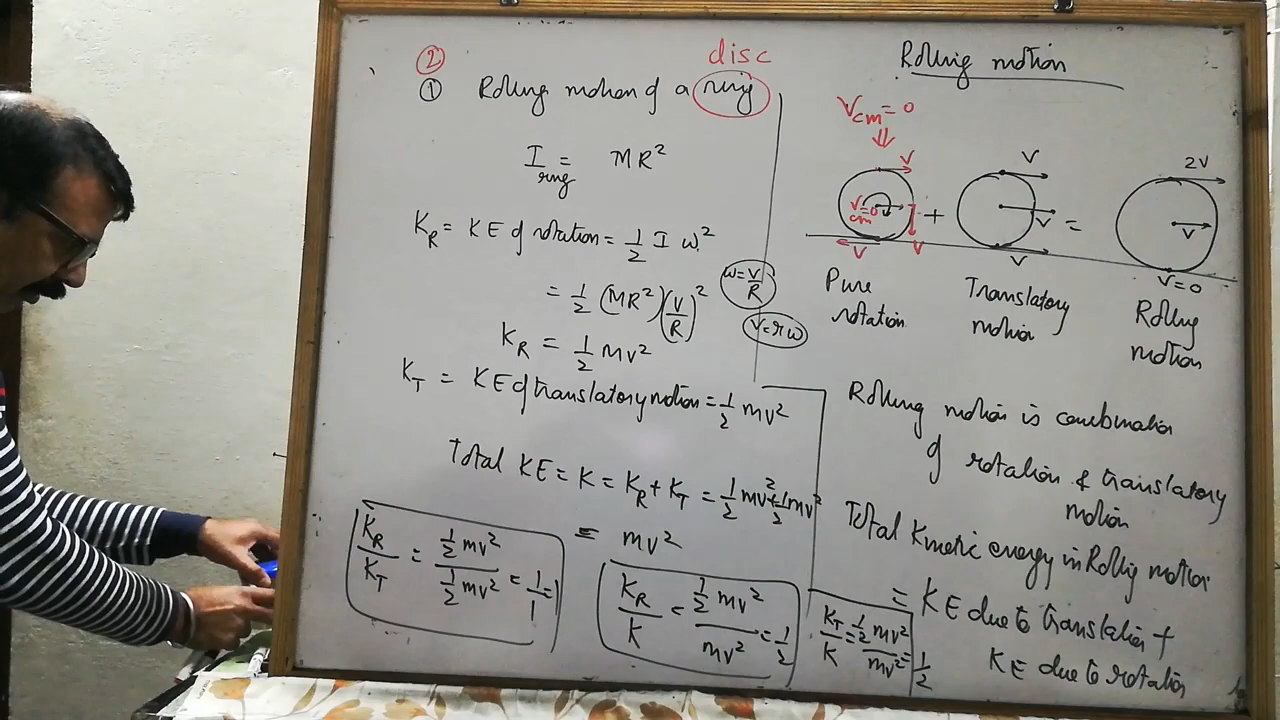 ②
disc
① Rolling motion of a ring
I ring = MR²
K_R = KE of rotation = 1/2 I ω²
= 1/2 (MR²)(V/R)²
ω = V/R
V = rω
K_R = 1/2 MV²
K_T = KE of translatory motion = 1/2 MV²
Total KE = K = K_R + K_T = 1/2 mv² + 1/2 mv²
= mv²
K_R/K_T = 1/2 mv² / 1/2 mv² = 1/1 = 1
K_R/K = 1/2 mv² / mv² = 1/2
K_T/K = 1/2 mv² / mv² = 1/2
Rolling motion
V cm = 0
⇓
V V 2V
V=0 cm + V = V
V V V V=0
Pure rotation
Translatory motion
Rolling motion
Rolling motion is combination
of rotation & translatory
motion
Total Kinetic energy in Rolling motion
= KE due to translation +
KE due to rotation